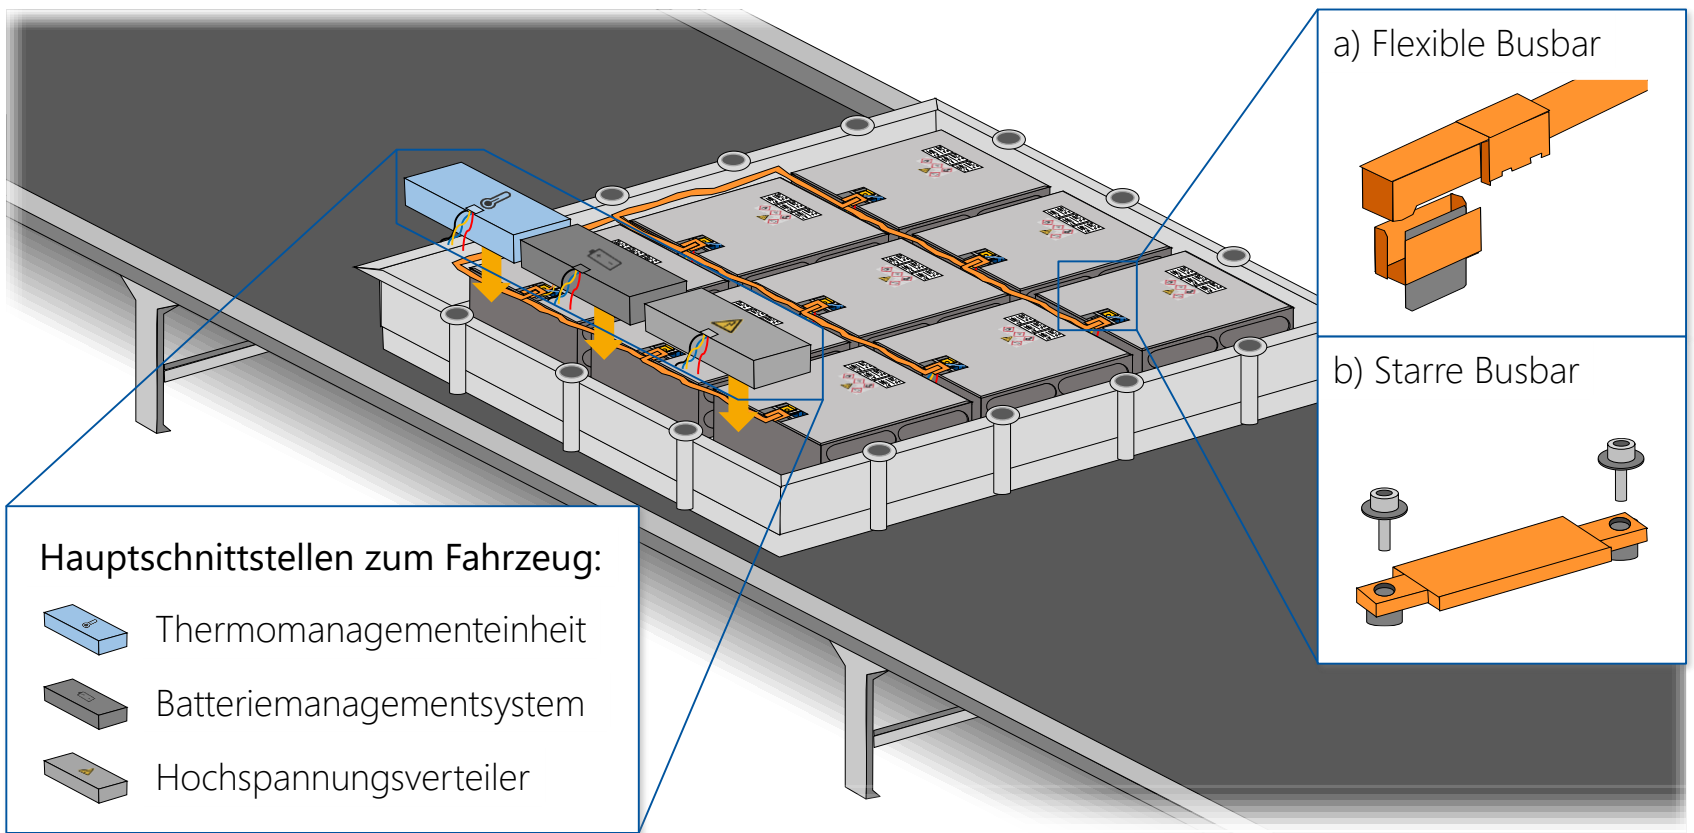 a) Flexible Busbar
b) Starre Busbar
Hauptschnittstellen zum Fahrzeug:
Thermomanagementeinheit
Batteriemanagementsystem
Hochspannungsverteiler